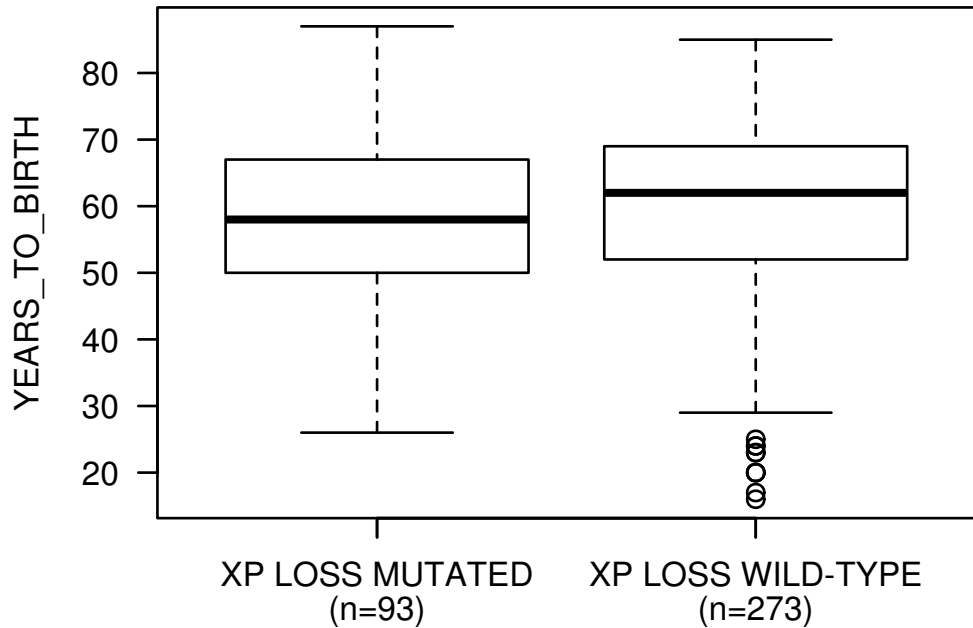 YEARS_TO_BIRTH
80
70
60
50
40
30
20
XP LOSS MUTATED
(n=93)
XP LOSS WILD-TYPE
(n=273)